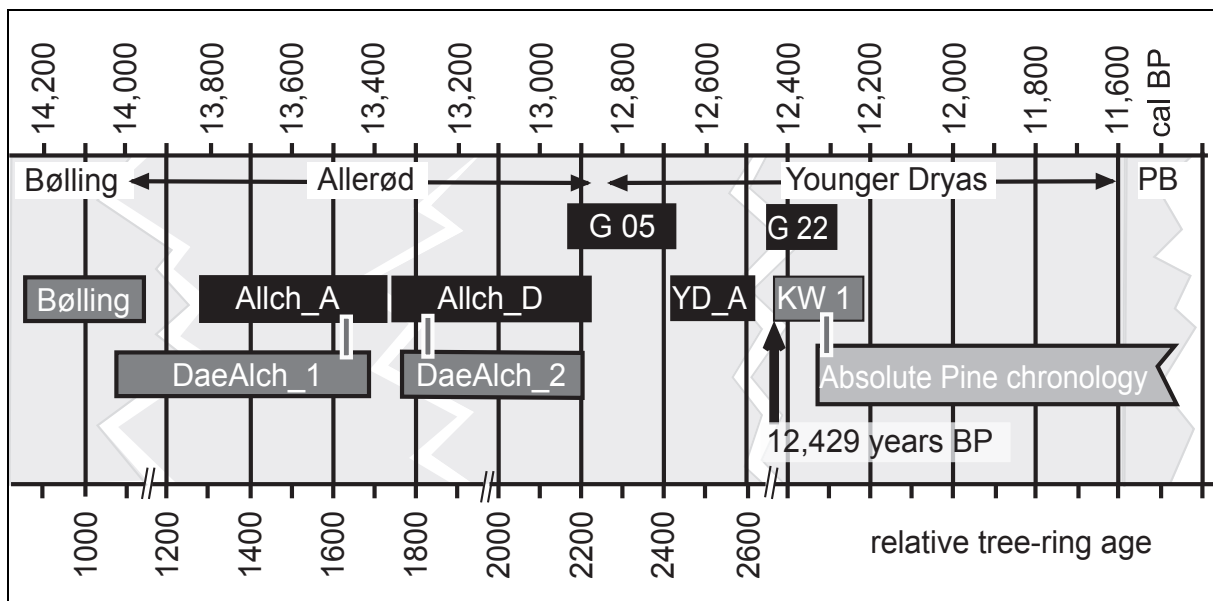 14,200 14,000 13,800 13,600 13,400 13,200 13,000 12,800 12,600 12,400 12,200 12,000 11,800 11,600 cal BP
Bølling Allerød Younger Dryas PB
G 05 G 22
Bølling Allch_A Allch_D YD_A KW 1
DaeAlch_1 DaeAlch_2 Absolute Pine chronology
12,429 years BP
1000 1200 1400 1600 1800 2000 2200 2400 2600 relative tree-ring age